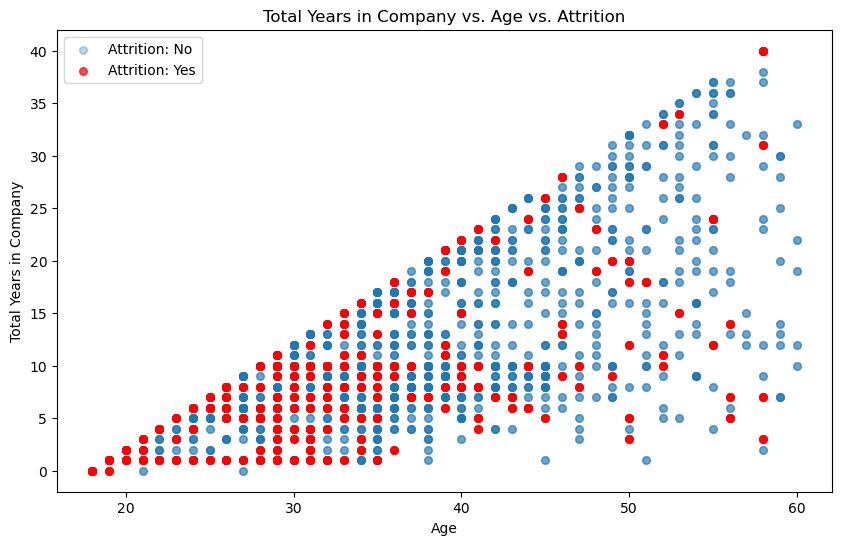 Total Years in Company vs. Age vs. Attrition
Attrition: No
Attrition: Yes
Total Years in Company
40
35
30
25
20
15
10
5
0
20
30
40
50
60
Age